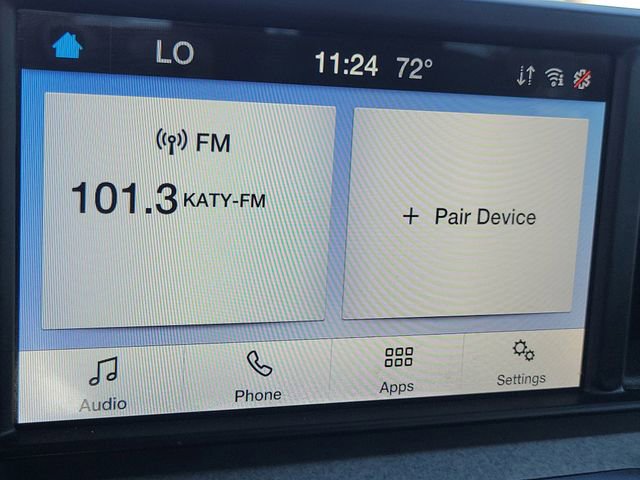 LO 11:24 72°
FM
101.3 KATY-FM
+ Pair Device
Audio
Phone
Apps
Settings